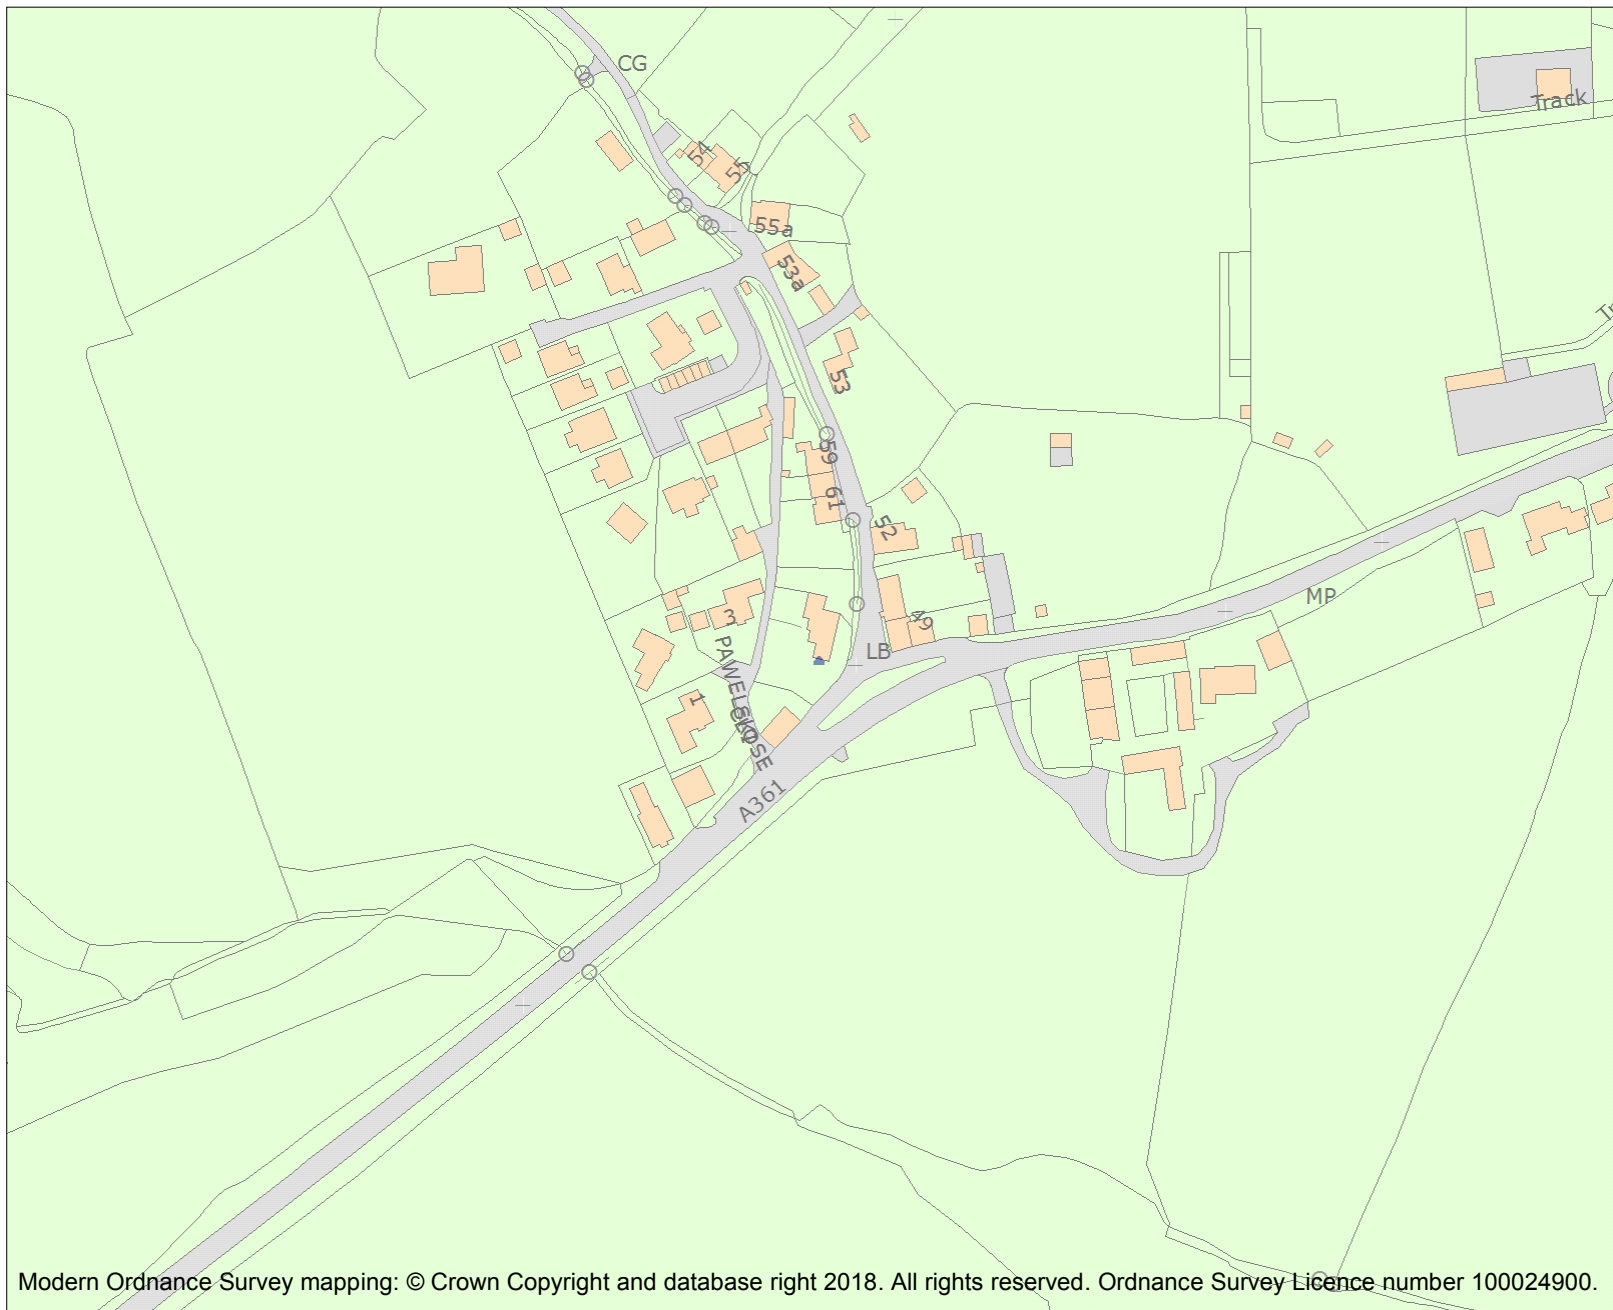 CG
Track
54
55
55a
53a
53
59
61
52
49
MP
3
LB
PAWELSKI
CLOSE
1
A361
Modern Ordnance Survey mapping: © Crown Copyright and database right 2018. All rights reserved. Ordnance Survey Licence number 100024900.